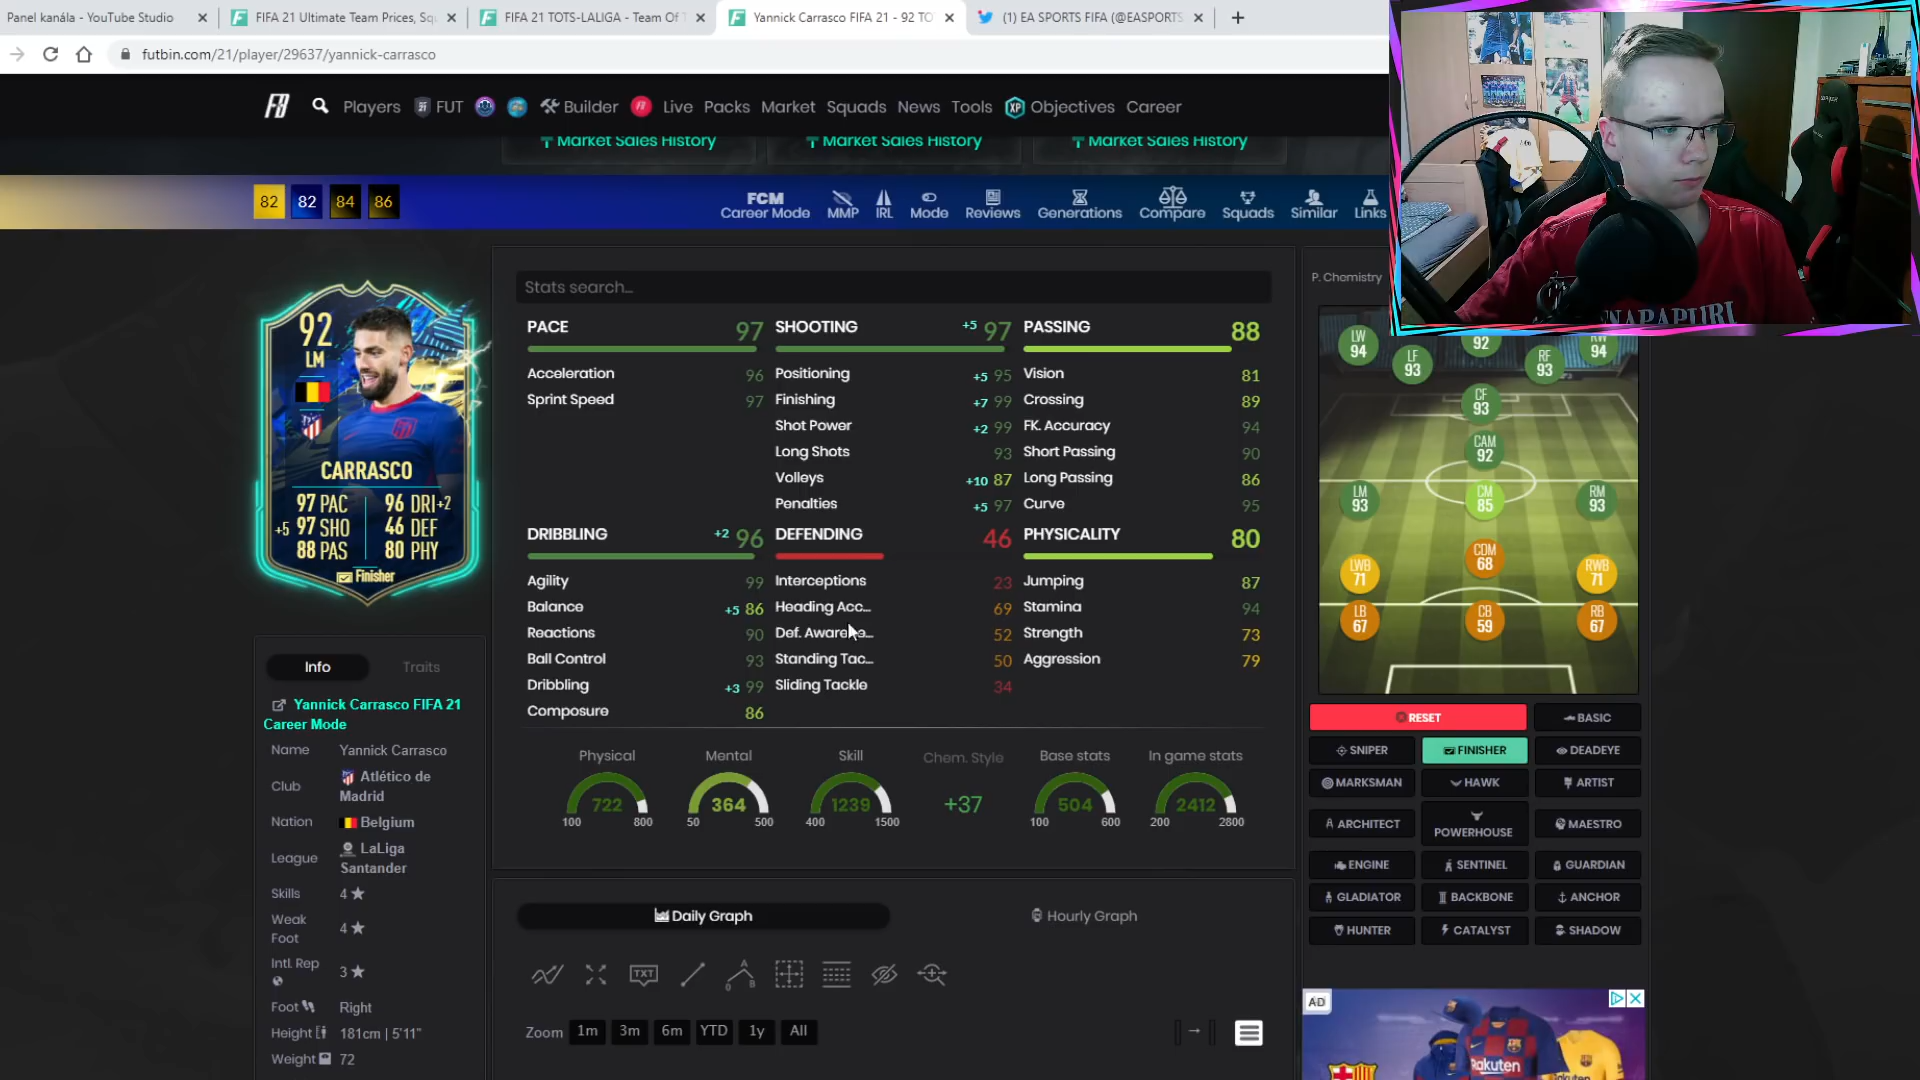 Panel kanála - YouTube Studio
FIFA 21 Ultimate Team Prices, Squ
FIFA 21 TOTS-LALIGA - Team Of T
Yannick Carrasco FIFA 21 - 92 TO
(1) EA SPORTS FIFA (@EASPORTS
futbin.com/21/player/29637/yannick-carrasco
Players FUT Builder Live Packs Market Squads News Tools XP Objectives Career
Market Sales History Market Sales History Market Sales History
82 82 84 86
FCM Career Mode MMP IRL Mode Reviews Generations Compare Squads Similar Links
Stats search...
P. Chemistry
NAPAPIJRI
92
LM
CARRASCO
97 PAC 96 DRI+2
+5 97 SHO 46 DEF
88 PAS 80 PHY
Finisher
PACE 97
Acceleration 96
Sprint Speed 97
SHOOTING +5 97
Positioning +5 95
Finishing +7 99
Shot Power +2 99
Long Shots 93
Volleys +10 87
Penalties +5 97
PASSING 88
Vision 81
Crossing 89
FK. Accuracy 94
Short Passing 90
Long Passing 86
Curve 95
DRIBBLING +2 96
Agility 99
Balance +5 86
Reactions 90
Ball Control 93
Dribbling +3 99
Composure 86
DEFENDING 46
Interceptions 23
Heading Acc... 69
Def. Aware... 52
Standing Tac... 50
Sliding Tackle 34
PHYSICALITY 80
Jumping 87
Stamina 94
Strength 73
Aggression 79
Physical 722 100 800
Mental 364 50 500
Skill 1239 400 1500
Chem. Style +37
Base stats 504 100 600
In game stats 2412 200 2800
LW 94
LF 93
92
RF 93
RW 94
CF 93
CAM 92
LM 93
CM 85
RM 93
LWB 71
CDM 68
RWB 71
LB 67
CB 59
RB 67
RESET BASIC
SNIPER FINISHER DEADEYE
MARKSMAN HAWK ARTIST
ARCHITECT POWERHOUSE MAESTRO
ENGINE SENTINEL GUARDIAN
GLADIATOR BACKBONE ANCHOR
HUNTER CATALYST SHADOW
Info Traits
Yannick Carrasco FIFA 21
Career Mode
Name Yannick Carrasco
Club Atlético de Madrid
Nation Belgium
League LaLiga Santander
Skills 4
Weak Foot 4
Intl. Rep 3
Foot Right
Height 181cm | 5'11"
Weight 72
Daily Graph Hourly Graph
TXT
Zoom 1m 3m 6m YTD 1y All
AD
Rakuten
Rakuten